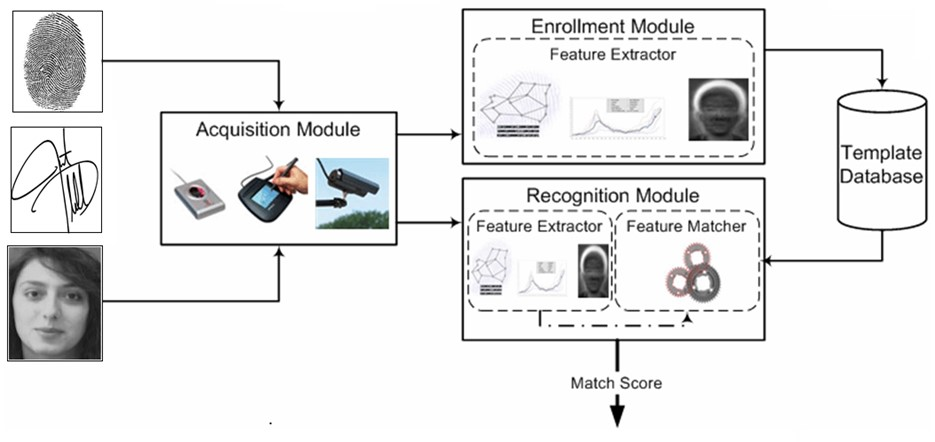 Enrollment Module
Feature Extractor
Acquisition Module
Template
Database
Recognition Module
Feature Extractor
Feature Matcher
Match Score